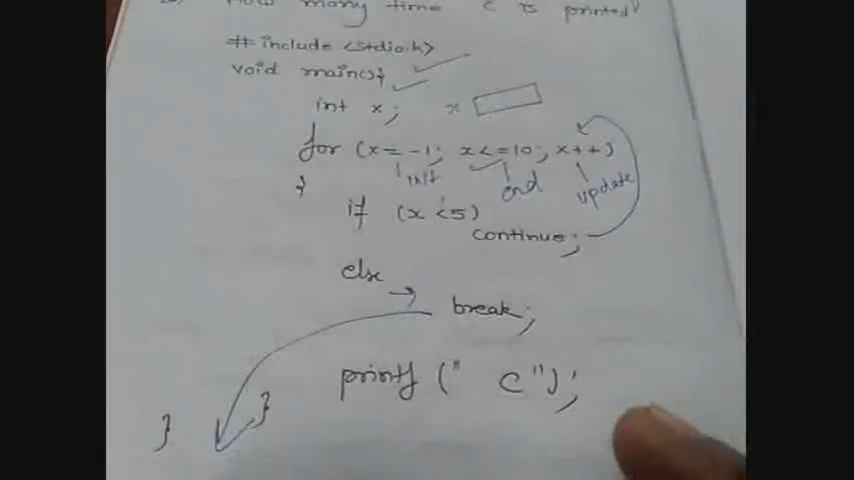 How many time C is printed?
#include <stdio.h>
void main(){
int x; x
for (x=-1; x<=10; x++)
init end update
}
if (x<5)
continue;
else
break;
printf (" C");
}
}